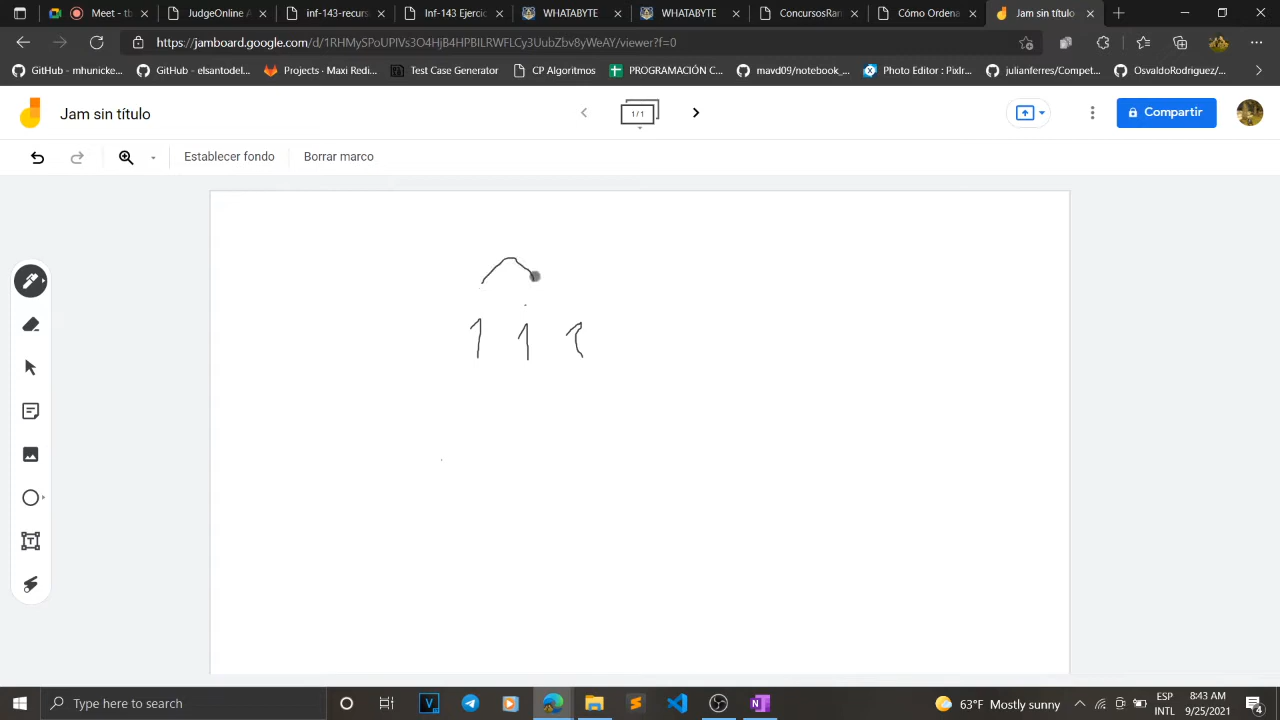 Meet - tb
JudgeOnline A
inf-143-recurs
Inf-143 Ejercic
WHATABYTE
WHATABYTE
ConcursosRan
Cómo Ordena
Jam sin título
https://jamboard.google.com/d/1RHMySPoUPIVs3O4HjB4HPBILRWFLCy3UubZbv8yWeAY/viewer?f=0
GitHub - mhunicke...
GitHub - elsantodel...
Projects · Maxi Redi...
Test Case Generator
CP Algoritmos
PROGRAMACIÓN C...
mavd09/notebook_...
Photo Editor : Pixlr...
julianferres/Compet...
OsvaldoRodriguez/...
Jam sin título
1/1
Compartir
Establecer fondo
Borrar marco
1 1 1
Type here to search
63°F Mostly sunny
ESP
INTL
8:43 AM
9/25/2021
4